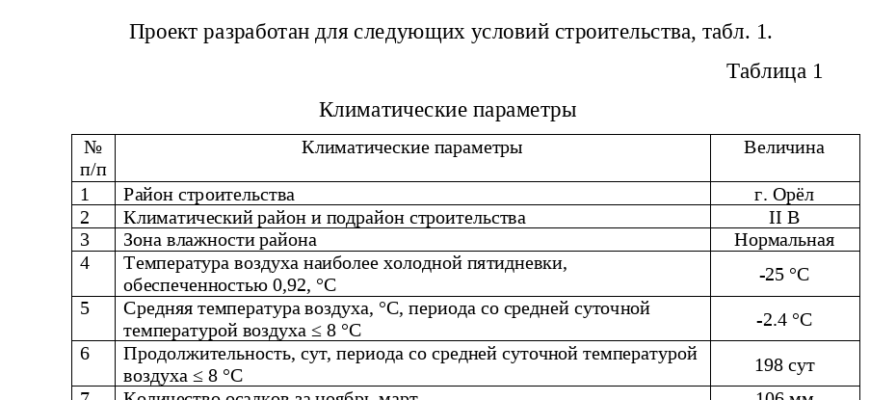 Проект разработан для следующих условий строительства, табл. 1.
Таблица 1
Климатические параметры
№ п/п Климатические параметры Величина
1 Район строительства г. Орёл
2 Климатический район и подрайон строительства II В
3 Зона влажности района Нормальная
4 Температура воздуха наиболее холодной пятидневки,
обеспеченностью 0,92, °С -25 °С
5 Средняя температура воздуха, °С, периода со средней суточной
температурой воздуха ≤ 8 °С -2.4 °С
6 Продолжительность, сут, периода со средней суточной температурой
воздуха ≤ 8 °С 198 сут
7 Количество осадков за ноябрь-март 106 мм